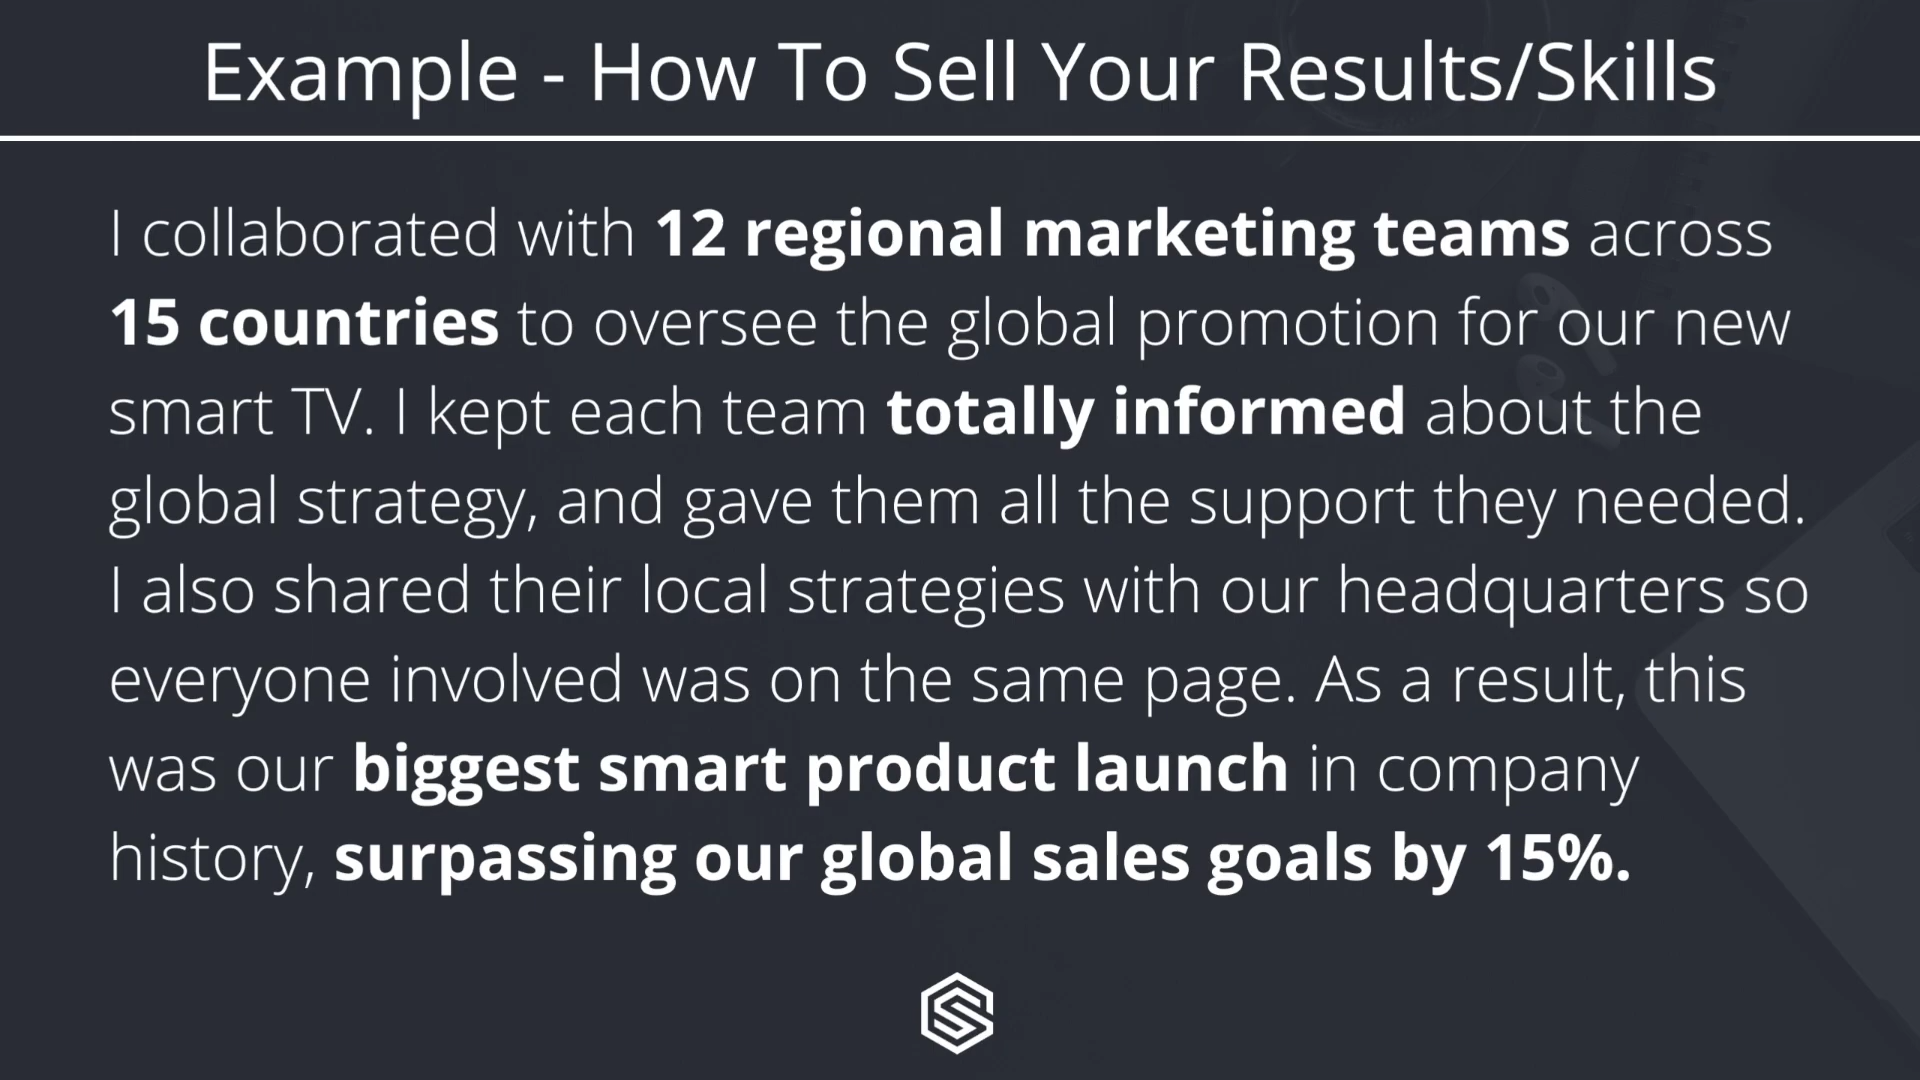 Example - How To Sell Your Results/Skills
I collaborated with 12 regional marketing teams across
15 countries to oversee the global promotion for our new
smart TV. I kept each team totally informed about the
global strategy, and gave them all the support they needed.
I also shared their local strategies with our headquarters so
everyone involved was on the same page. As a result, this
was our biggest smart product launch in company
history, surpassing our global sales goals by 15%.